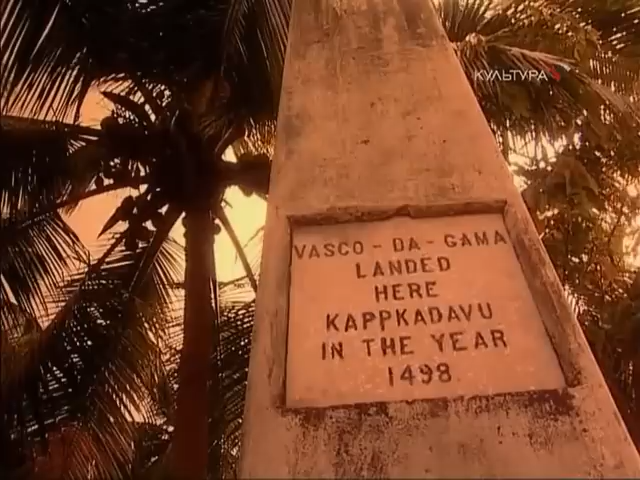 КУЛЬТУРА
VASCO - DA - GAMA
LANDED
HERE
KAPPKADAVU
IN THE YEAR
1498